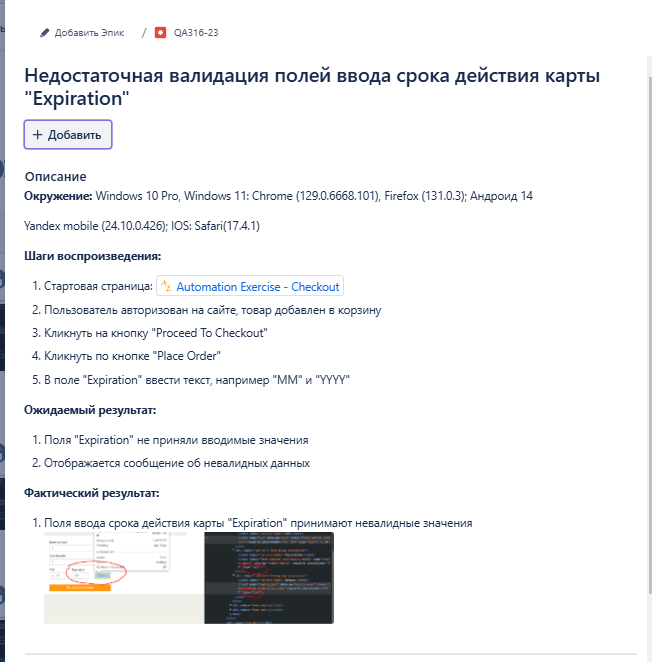 Добавить Эпик / QA316-23
Недостаточная валидация полей ввода срока действия карты
"Expiration"
+ Добавить
Описание
Окружение: Windows 10 Pro, Windows 11: Chrome (129.0.6668.101), Firefox (131.0.3); Андроид 14
Yandex mobile (24.10.0.426); IOS: Safari(17.4.1)
Шаги воспроизведения:
1. Стартовая страница: Automation Exercise - Checkout
2. Пользователь авторизован на сайте, товар добавлен в корзину
3. Кликнуть на кнопку "Proceed To Checkout"
4. Кликнуть по кнопке "Place Order"
5. В поле "Expiration" ввести текст, например "ММ" и "YYYY"
Ожидаемый результат:
1. Поля "Expiration" не приняли вводимые значения
2. Отображается сообщение об невалидных данных
Фактический результат:
1. Поля ввода срока действия карты "Expiration" принимают невалидные значения